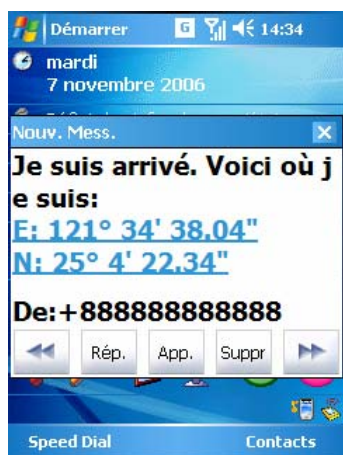 Démarrer G 14:34
mardi
7 novembre 2006
Nouv. Mess.
Je suis arrivé. Voici où j
e suis:
E: 121° 34' 38.04"
N: 25° 4' 22.34"
De:+888888888888
Rép. App. Suppr
Speed Dial Contacts